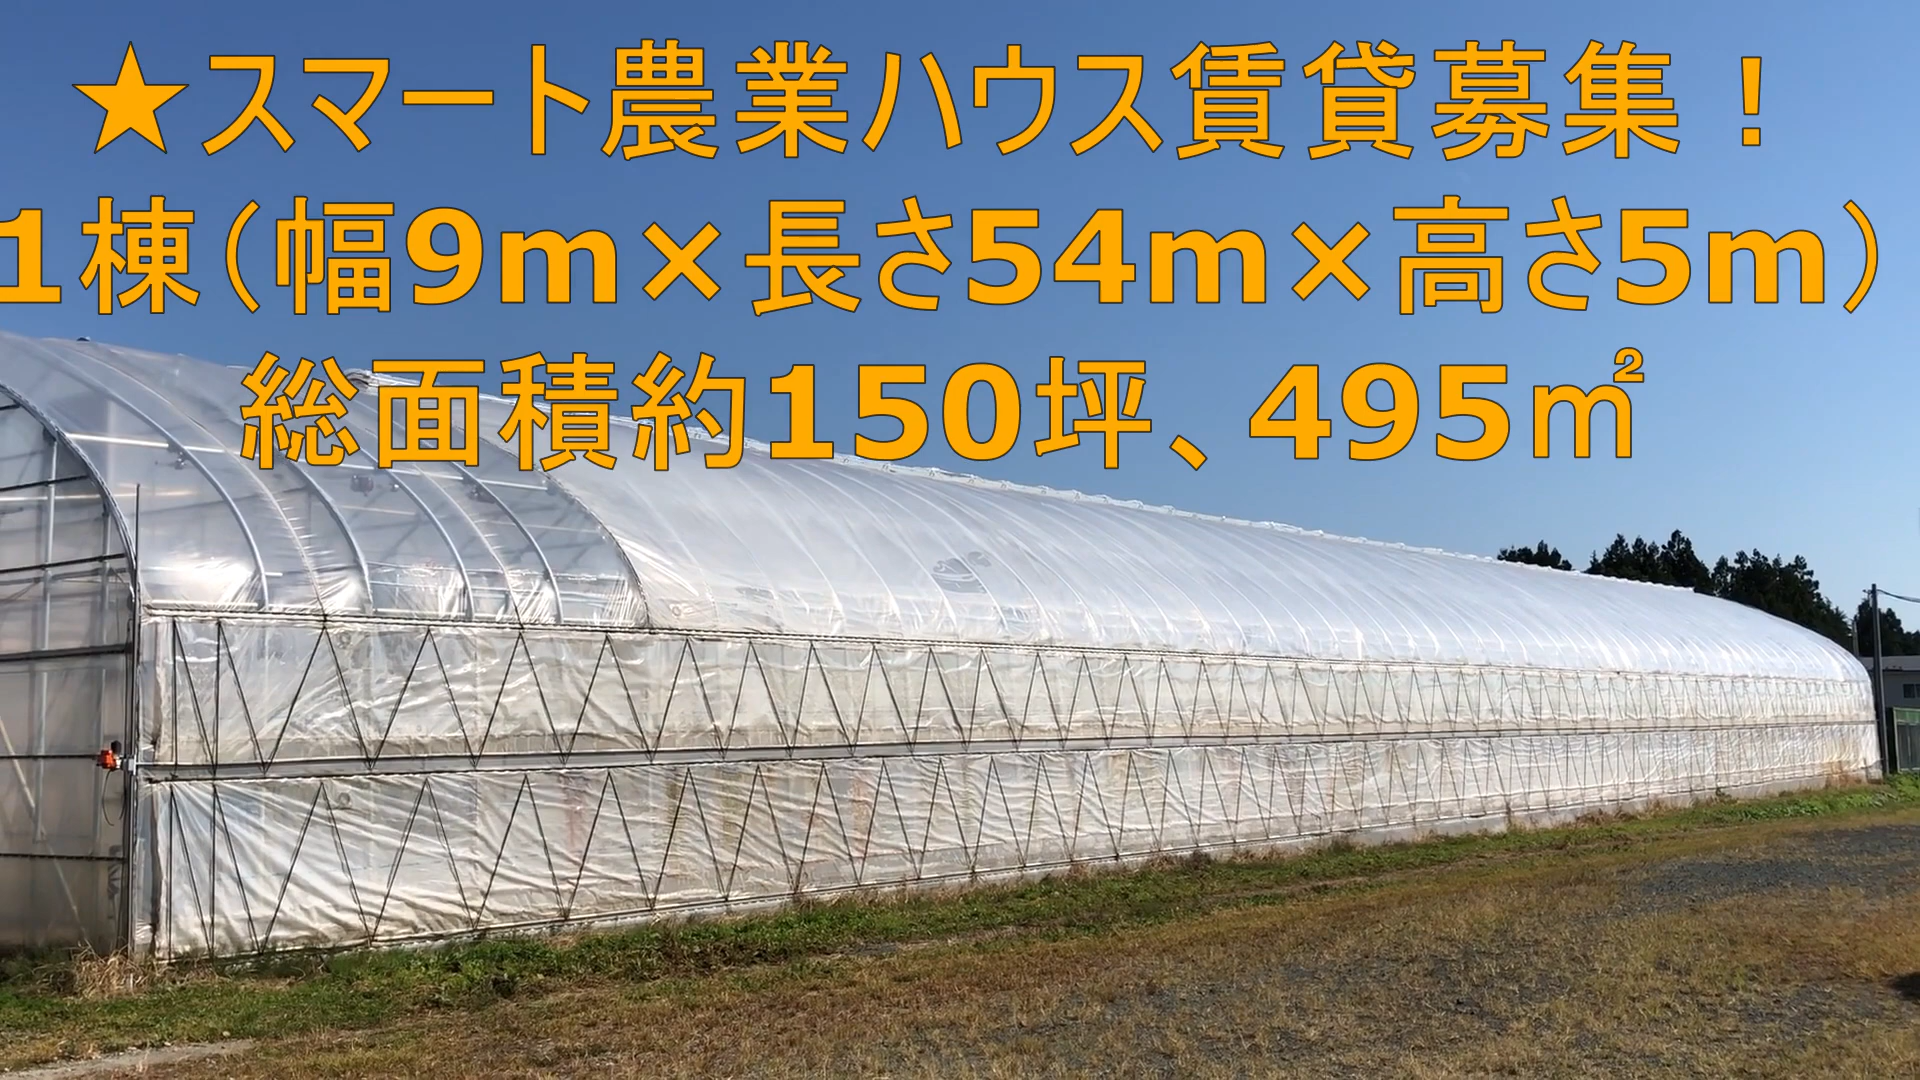 ★スマート農業ハウス賃貸募集！
1棟（幅9m×長さ54m×高さ5m）
総面積約150坪、495㎡